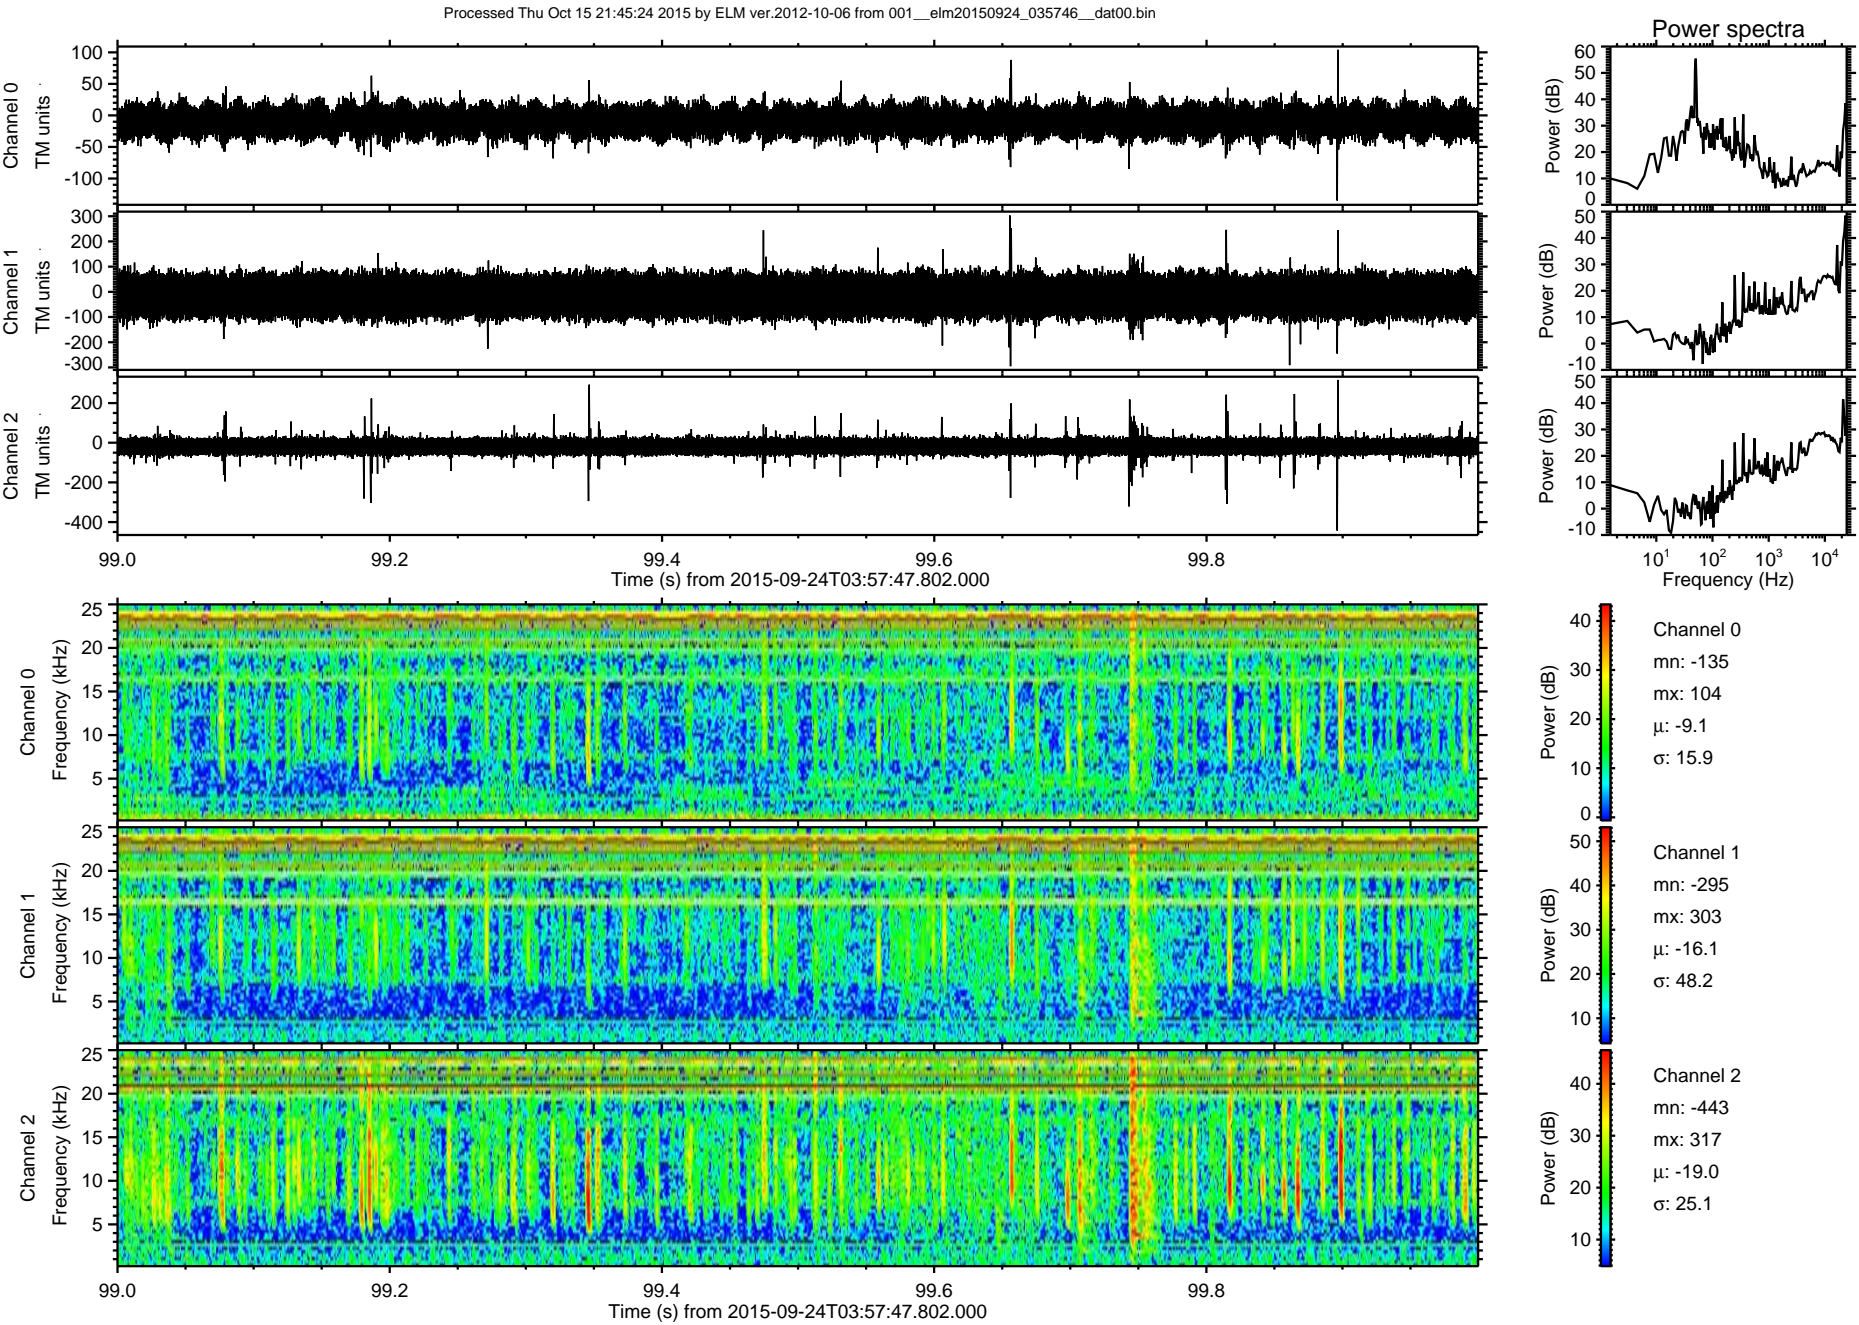 Processed Thu Oct 15 21:45:24 2015 by ELM ver.2012-10-06 from 001__elm20150924_035746__dat00.bin
Power spectra
Channel 0
TM units
100
50
0
-50
-100
Power (dB)
60
50
40
30
20
10
0
Channel 1
TM units
300
200
100
0
-100
-200
-300
Power (dB)
50
40
30
20
10
0
-10
Channel 2
TM units
200
0
-200
-400
Power (dB)
50
40
30
20
10
0
-10
99.0 99.2 99.4 99.6 99.8
Time (s) from 2015-09-24T03:57:47.802.000
10¹ 10² 10³ 10⁴
Frequency (Hz)
Channel 0
Frequency (kHz)
25
20
15
10
5
Power (dB)
40
30
20
10
0
Channel 0
mn: -135
mx: 104
μ: -9.1
σ: 15.9
Channel 1
Frequency (kHz)
25
20
15
10
5
Power (dB)
50
40
30
20
10
Channel 1
mn: -295
mx: 303
μ: -16.1
σ: 48.2
Channel 2
Frequency (kHz)
25
20
15
10
5
Power (dB)
40
30
20
10
Channel 2
mn: -443
mx: 317
μ: -19.0
σ: 25.1
99.0 99.2 99.4 99.6 99.8
Time (s) from 2015-09-24T03:57:47.802.000